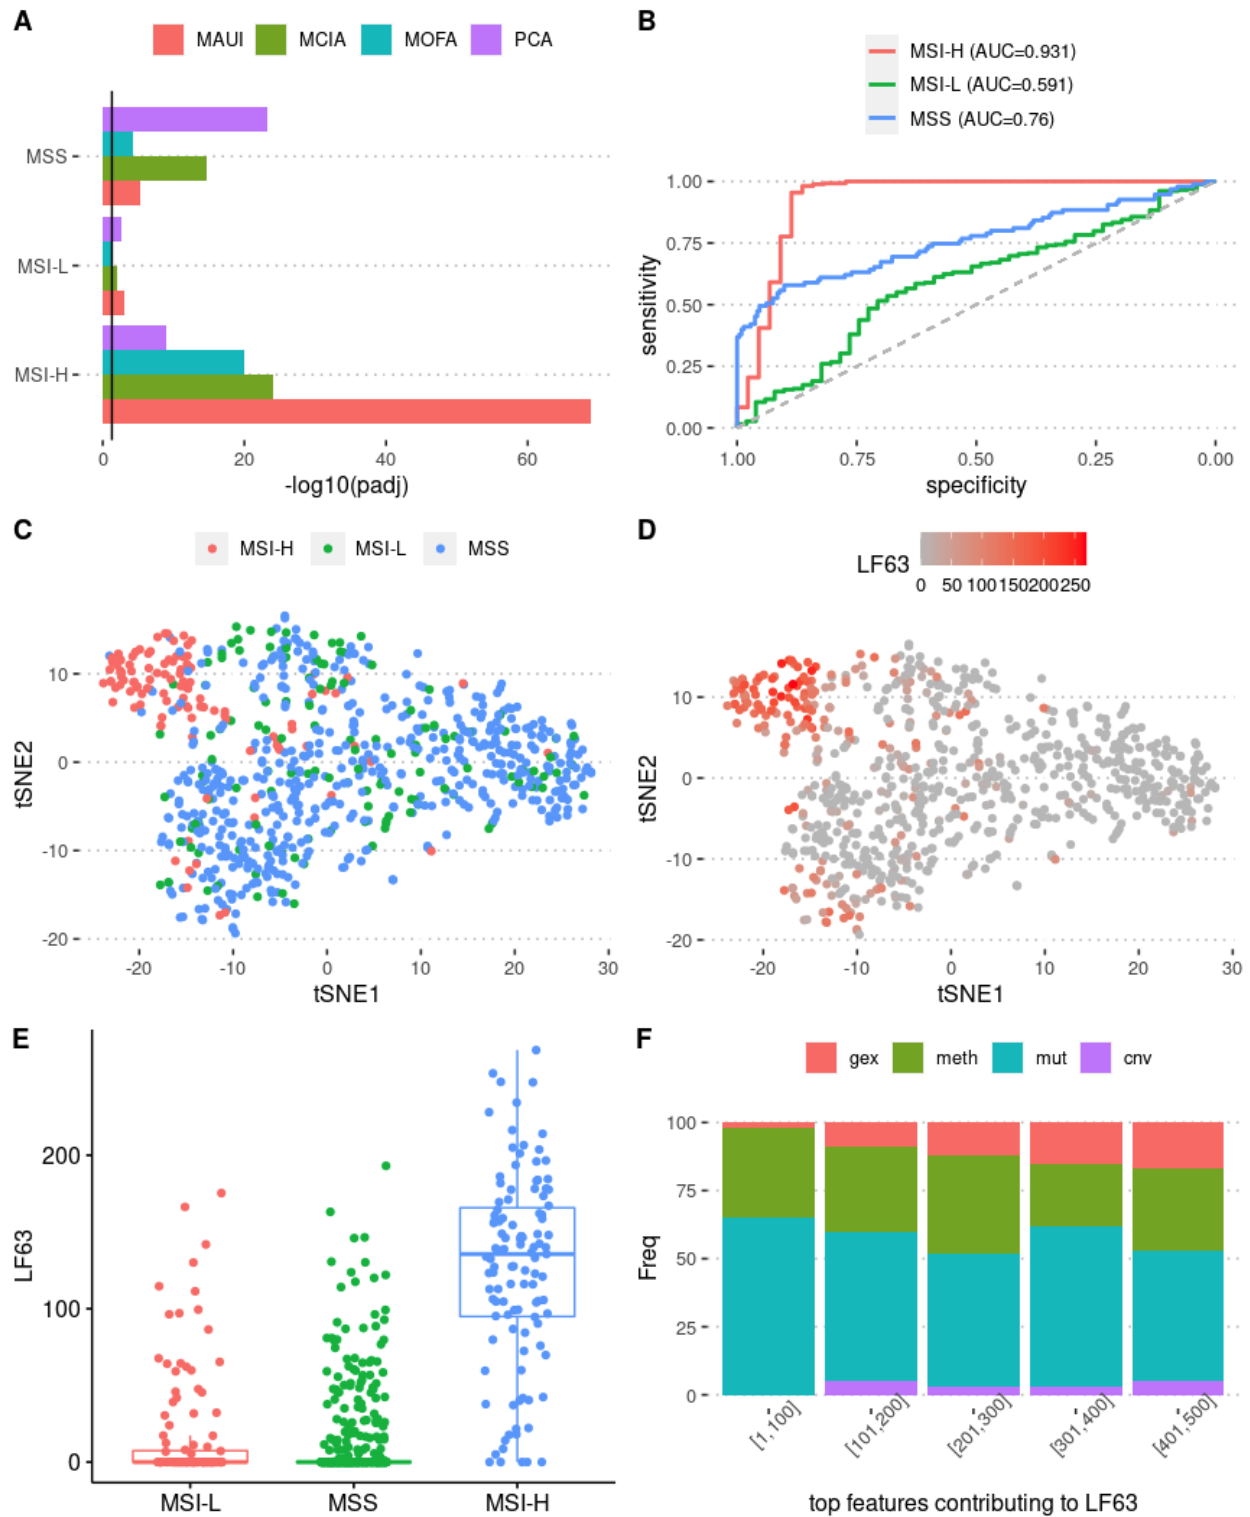 A
MAUI MCIA MOFA PCA
MSS
MSI-L
MSI-H
0 20 40 60
-log10(padj)
B
MSI-H (AUC=0.931)
MSI-L (AUC=0.591)
MSS (AUC=0.76)
sensitivity
1.00
0.75
0.50
0.25
0.00
1.00 0.75 0.50 0.25 0.00
specificity
C
MSI-H MSI-L MSS
tSNE2
10
0
-10
-20
-20 -10 0 10 20 30
tSNE1
D
LF63
0 50 100 150 200 250
tSNE2
10
0
-10
-20
-20 -10 0 10 20 30
tSNE1
E
LF63
200
100
0
MSI-L MSS MSI-H
F
gex meth mut cnv
Freq
100
75
50
25
0
[1,100] [101,200] [201,300] [301,400] [401,500]
top features contributing to LF63